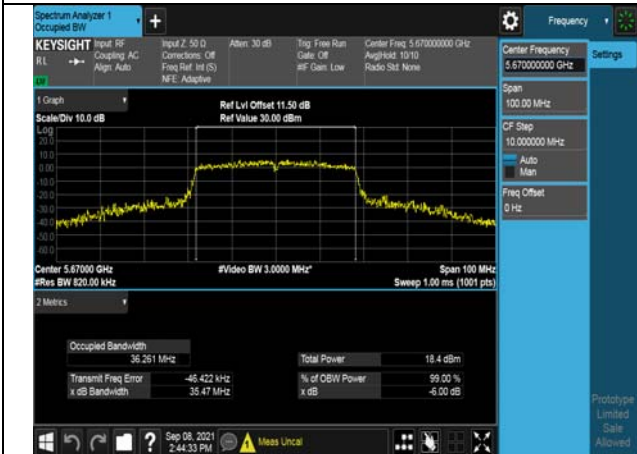 Spectrum Analyzer 1
Occupied BW
Frequency
KEYSIGHT
RL
Input: RF
Coupling: AC
Align: Auto
Input Z: 50 Ω
Corrections: Off
Freq Ref: Int (S)
NFE: Adaptive
Atten: 30 dB
Trig: Free Run
Gate: Off
#IF Gain: Low
Center Freq: 5.670000000 GHz
Avg|Hold: 10/10
Radio Std: None
Center Frequency
5.670000000 GHz
Settings
Span
100.00 MHz
CF Step
10.000000 MHz
Auto
Man
Freq Offset
0 Hz
1 Graph
Scale/Div 10.0 dB
Ref Lvl Offset 11.50 dB
Ref Value 30.00 dBm
Log
20.0
10.0
0.00
-10.0
-20.0
-30.0
-40.0
-50.0
-60.0
Center 5.67000 GHz
#Video BW 3.0000 MHz*
Span 100 MHz
#Res BW 820.00 kHz
Sweep 1.00 ms (1001 pts)
2 Metrics
Occupied Bandwidth
36.261 MHz
Total Power 18.4 dBm
Transmit Freq Error -46.422 kHz
% of OBW Power 99.00 %
x dB Bandwidth 35.47 MHz
x dB -6.00 dB
Prototype
Limited
Sale
Allowed
?
Sep 08, 2021
2:44:33 PM
Meas Uncal